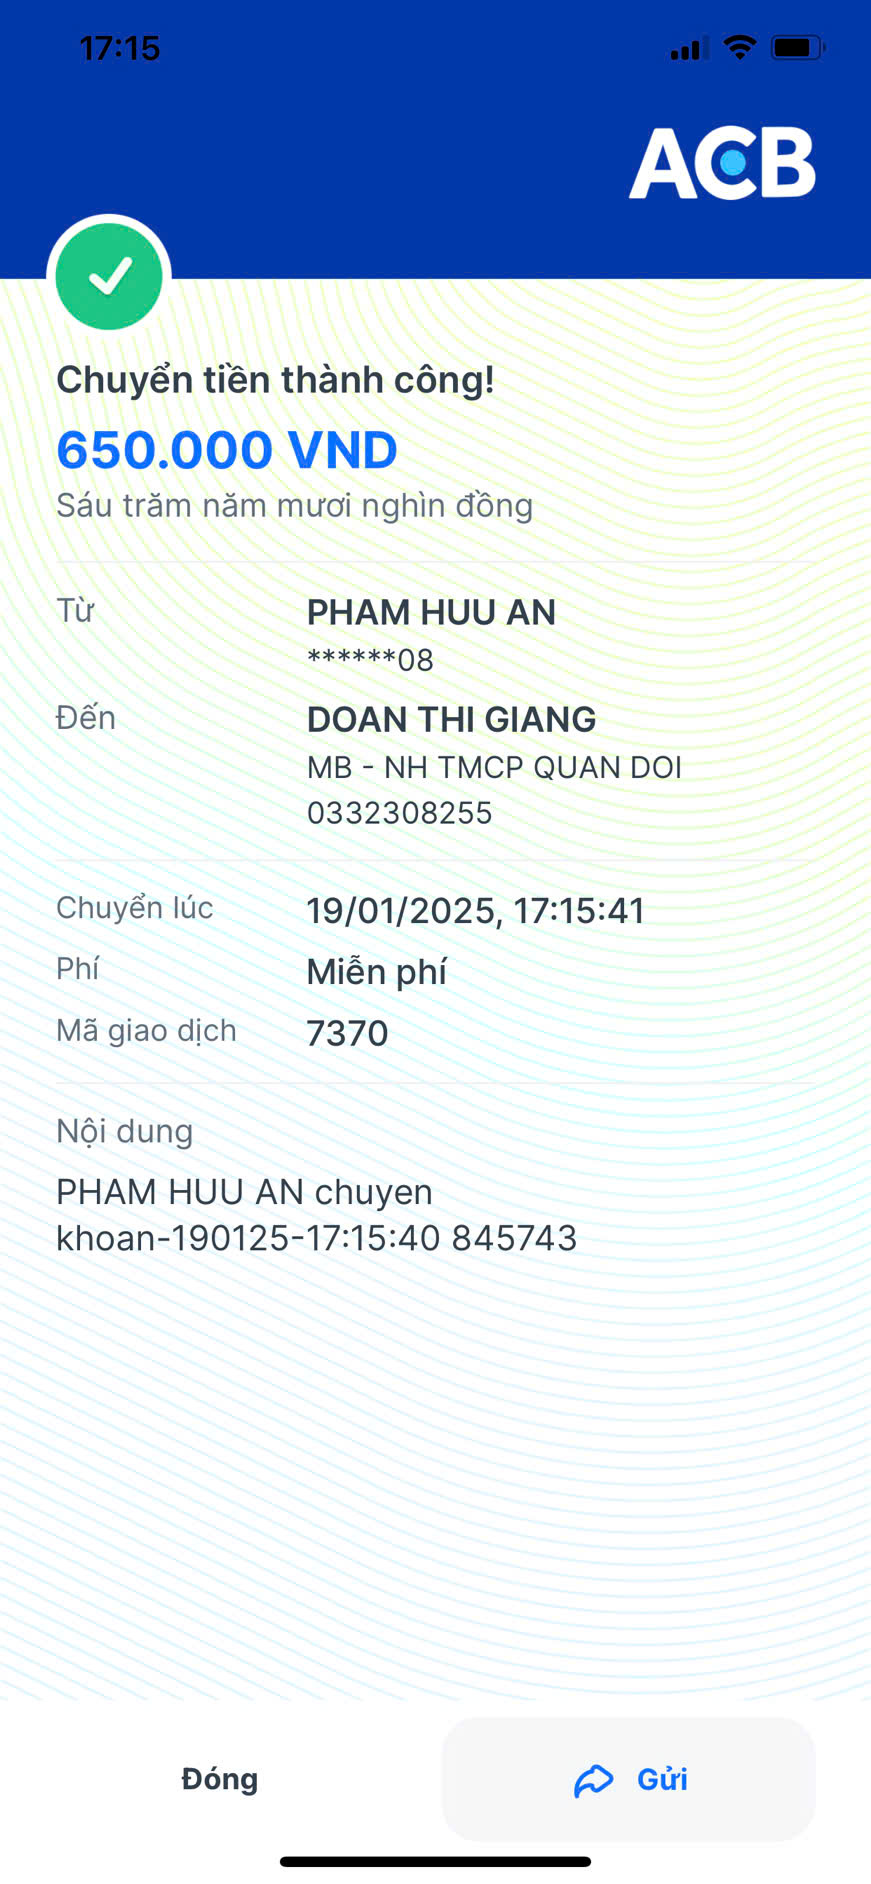 17:15
ACB
Chuyển tiền thành công!
650.000 VND
Sáu trăm năm mươi nghìn đồng
Từ PHAM HUU AN
******08
Đến DOAN THI GIANG
MB - NH TMCP QUAN DOI
0332308255
Chuyển lúc 19/01/2025, 17:15:41
Phí Miễn phí
Mã giao dịch 7370
Nội dung
PHAM HUU AN chuyen
khoan-190125-17:15:40 845743
Đóng Gửi